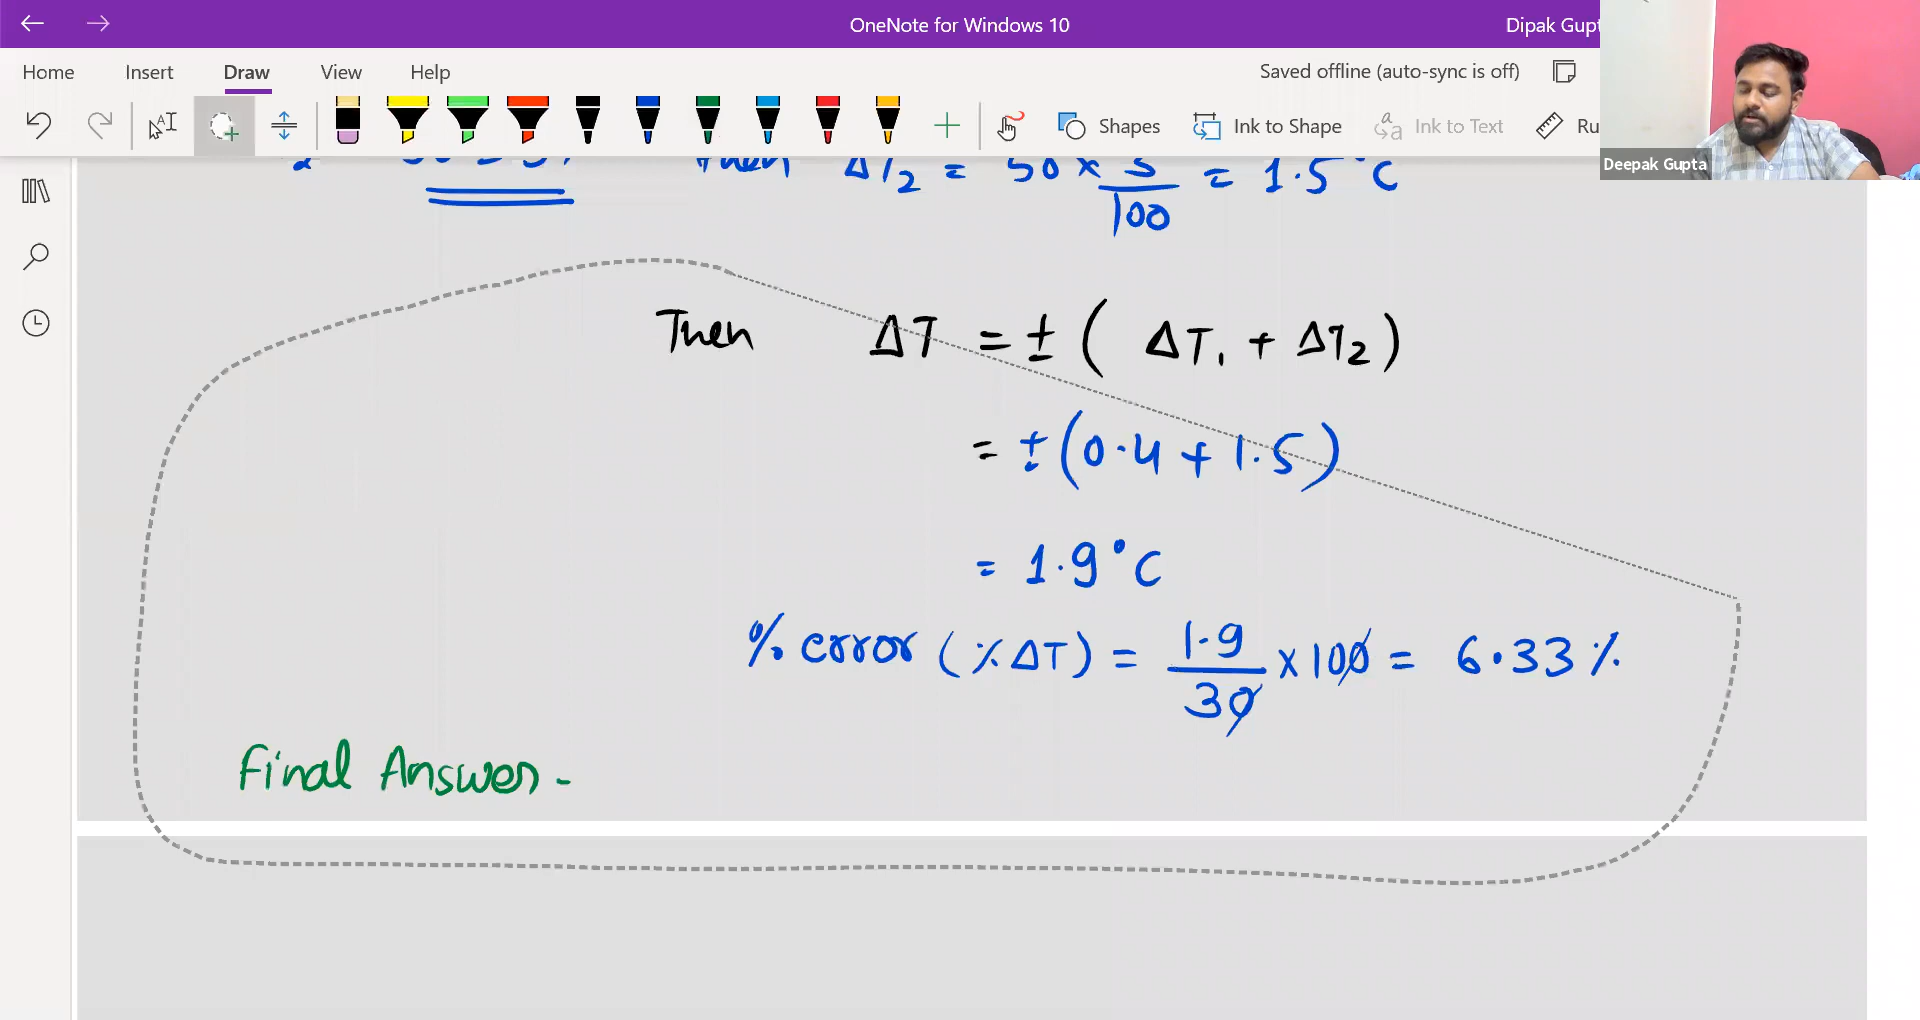 OneNote for Windows 10
Dipak Gupt
Home Insert Draw View Help
Saved offline (auto-sync is off)
Shapes Ink to Shape Ink to Text Ru
Deepak Gupta
Then ΔT2 = 50 × 3/100 = 1.5°C
Then ΔT = ± ( ΔT1 + ΔT2 )
= ± (0.4 + 1.5)
= 1.9°C
% error (% ΔT) = 1.9/30 × 100 = 6.33 %
Final Answer -